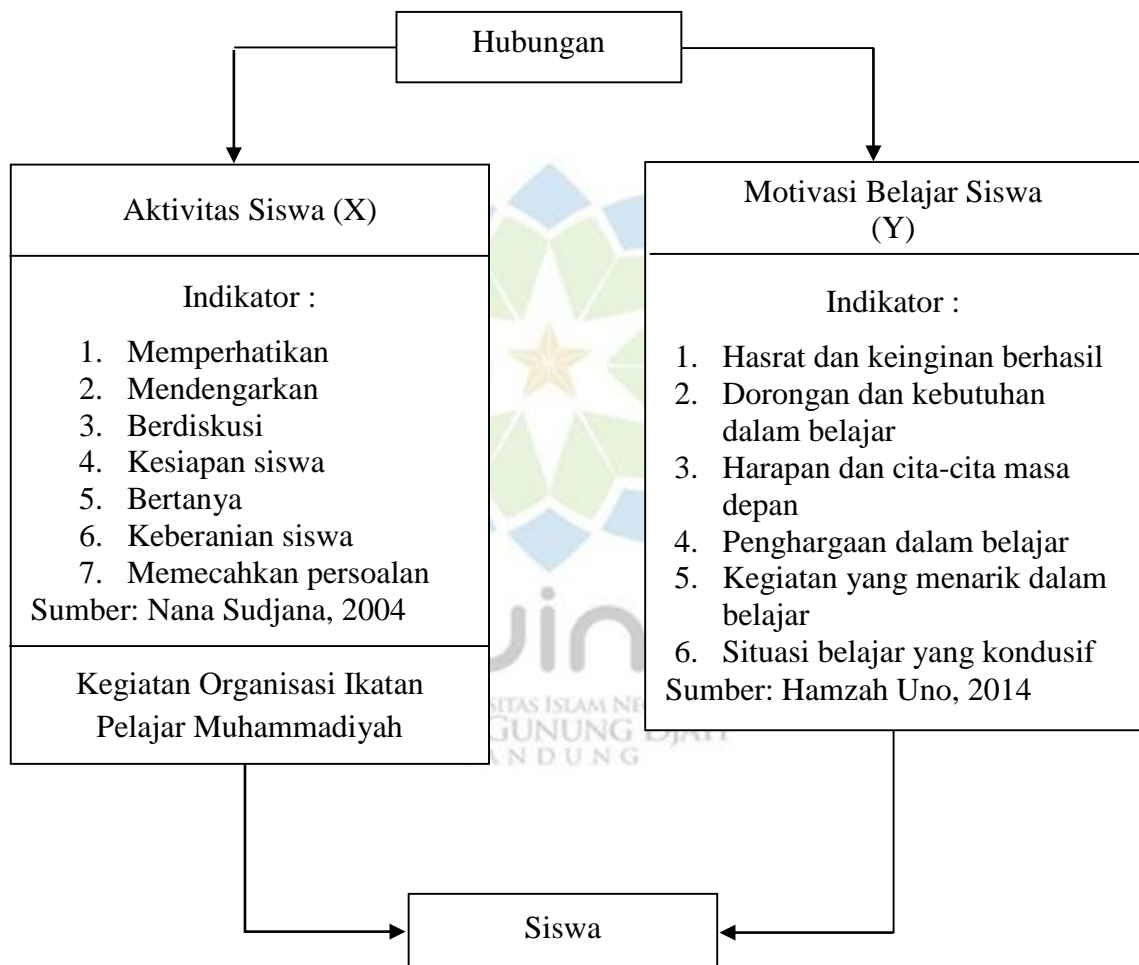 Hubungan
Aktivitas Siswa (X)
Indikator :
1. Memperhatikan
2. Mendengarkan
3. Berdiskusi
4. Kesiapan siswa
5. Bertanya
6. Keberanian siswa
7. Memecahkan persoalan
Sumber: Nana Sudjana, 2004
Kegiatan Organisasi Ikatan
Pelajar Muhammadiyah
Motivasi Belajar Siswa
(Y)
Indikator :
1. Hasrat dan keinginan berhasil
2. Dorongan dan kebutuhan
dalam belajar
3. Harapan dan cita-cita masa
depan
4. Penghargaan dalam belajar
5. Kegiatan yang menarik dalam
belajar
6. Situasi belajar yang kondusif
Sumber: Hamzah Uno, 2014
uin
ISLAM
GUNUNG
Siswa